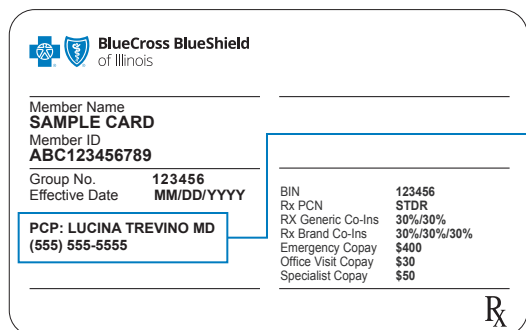 BlueCross BlueShield
of Illinois
Member Name
SAMPLE CARD
Member ID
ABC123456789
Group No. 123456
Effective Date MM/DD/YYYY
PCP: LUCINA TREVINO MD
(555) 555-5555
BIN 123456
Rx PCN STDR
RX Generic Co-Ins 30%/30%
Rx Brand Co-Ins 30%/30%/30%
Emergency Copay $400
Office Visit Copay $30
Specialist Copay $50
Rx